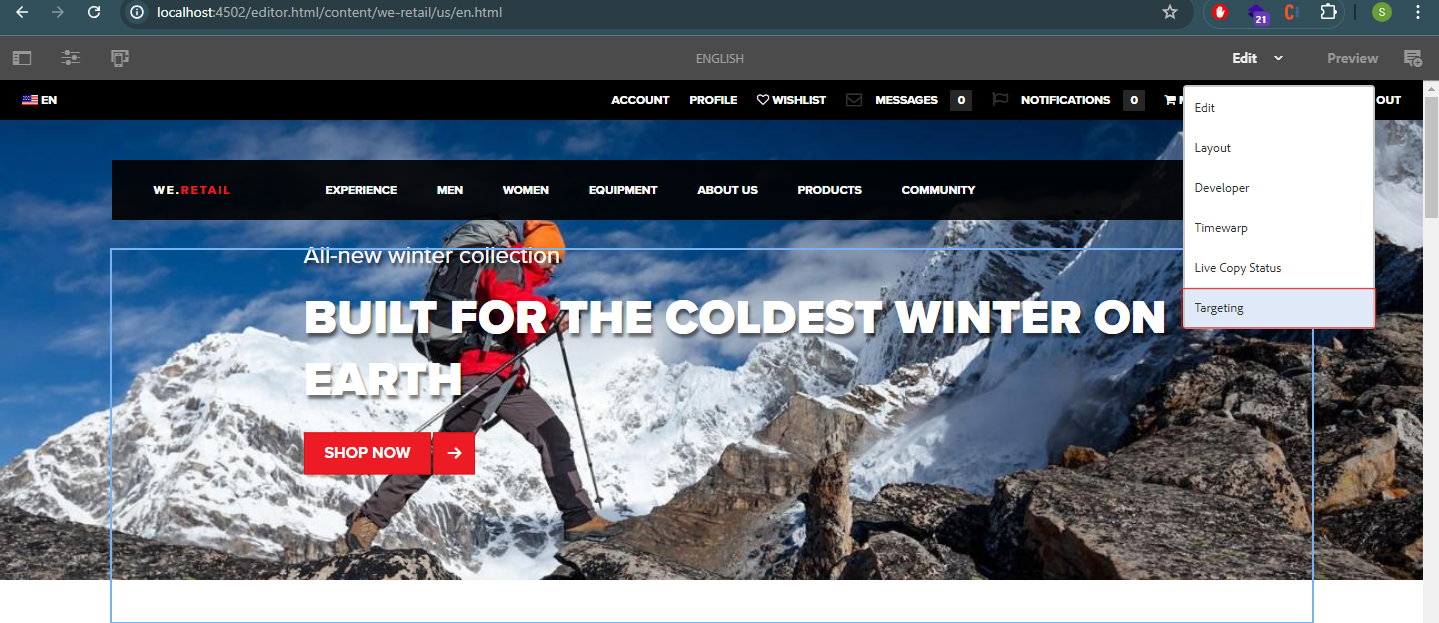 localhost:4502/editor.html/content/we-retail/us/en.html
21
S
ENGLISH
Edit
Preview
EN
ACCOUNT PROFILE WISHLIST MESSAGES 0 NOTIFICATIONS 0 OUT
Edit
Layout
Developer
Timewarp
Live Copy Status
Targeting
WE.RETAIL EXPERIENCE MEN WOMEN EQUIPMENT ABOUT US PRODUCTS COMMUNITY
All-new winter collection
BUILT FOR THE COLDEST WINTER ON
EARTH
SHOP NOW